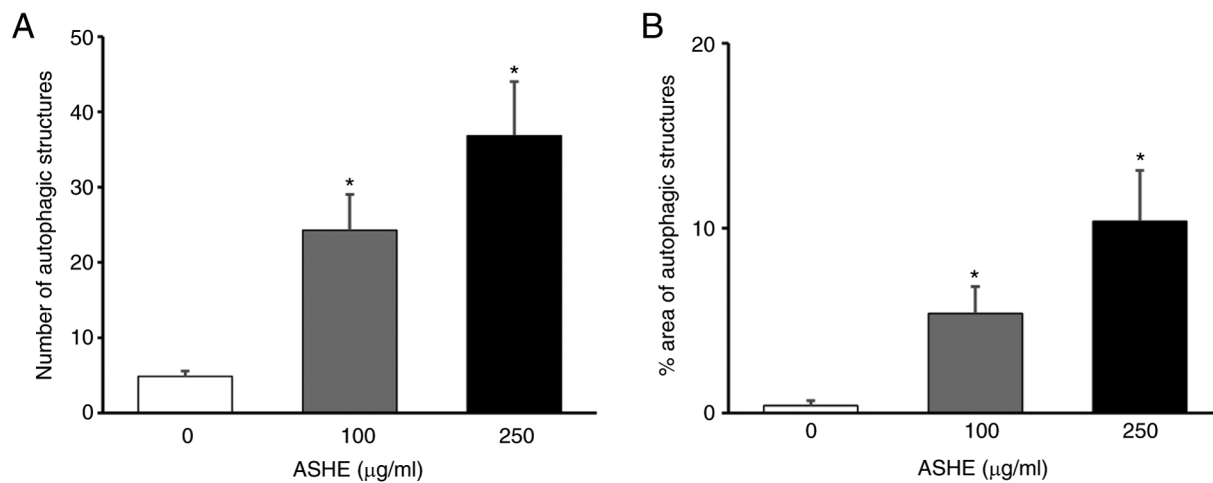 A
Number of autophagic structures
50
40
30
20
10
0
*
*
0 100 250
ASHE (μg/ml)
B
% area of autophagic structures
20
10
0
*
*
0 100 250
ASHE (μg/ml)